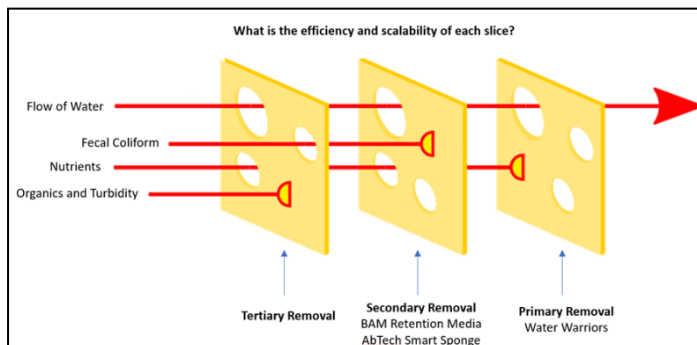 What is the efficiency and scalability of each slice?
Flow of Water
Fecal Coliform
Nutrients
Organics and Turbidity
Tertiary Removal
Secondary Removal
BAM Retention Media
AbTech Smart Sponge
Primary Removal
Water Warriors